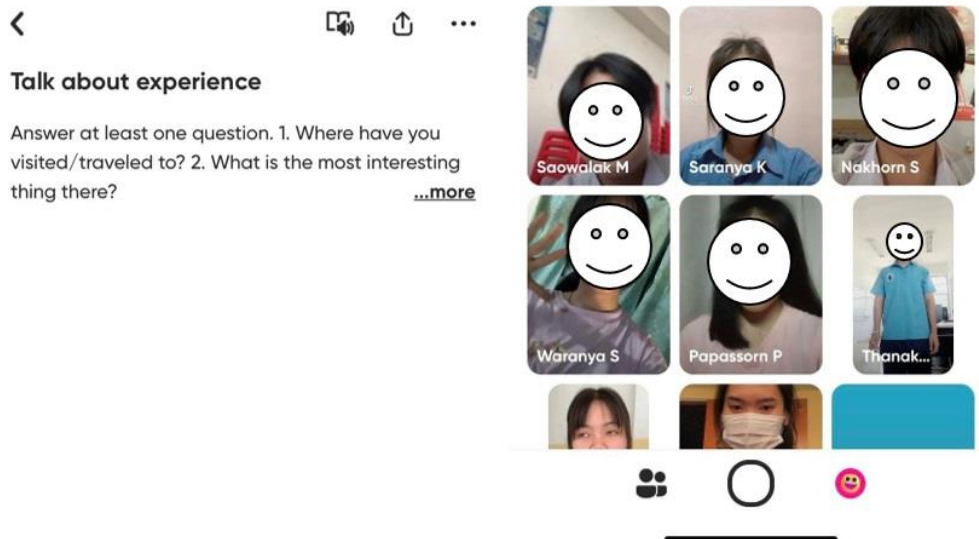 Talk about experience
Answer at least one question. 1. Where have you
visited/traveled to? 2. What is the most interesting
thing there?
...more
Saowalak M
Saranya K
Nakhorn S
Waranya S
Papassorn P
Thanak...